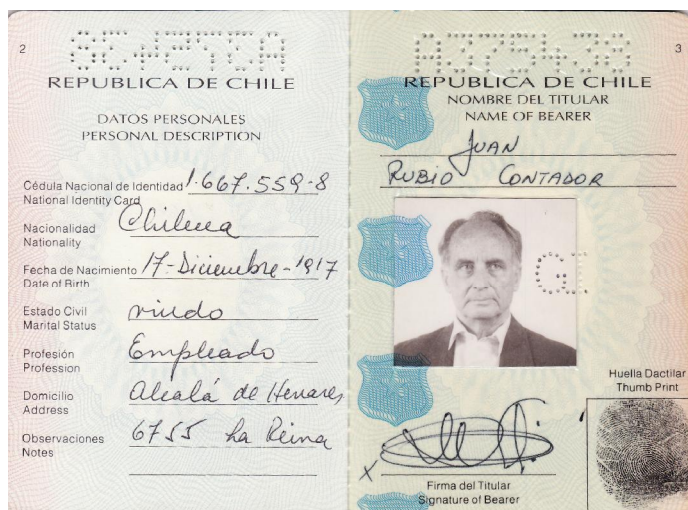 2
REPUBLICA DE CHILE
DATOS PERSONALES
PERSONAL DESCRIPTION
Cédula Nacional de Identidad 1.667.559-8
National Identity Card
Nacionalidad Chilena
Nationality
Fecha de Nacimiento 17-Diciembre-1917
Date of Birth
Estado Civil viudo
Marital Status
Profesión Empleado
Profession
Domicilio Alcalá de Henares
Address
Observaciones 6755 La Reina
Notes
3
A375438
REPUBLICA DE CHILE
NOMBRE DEL TITULAR
NAME OF BEARER
JUAN
RUBIO CONTADOR
Huella Dactilar
Thumb Print
X
Firma del Titular
Signature of Bearer